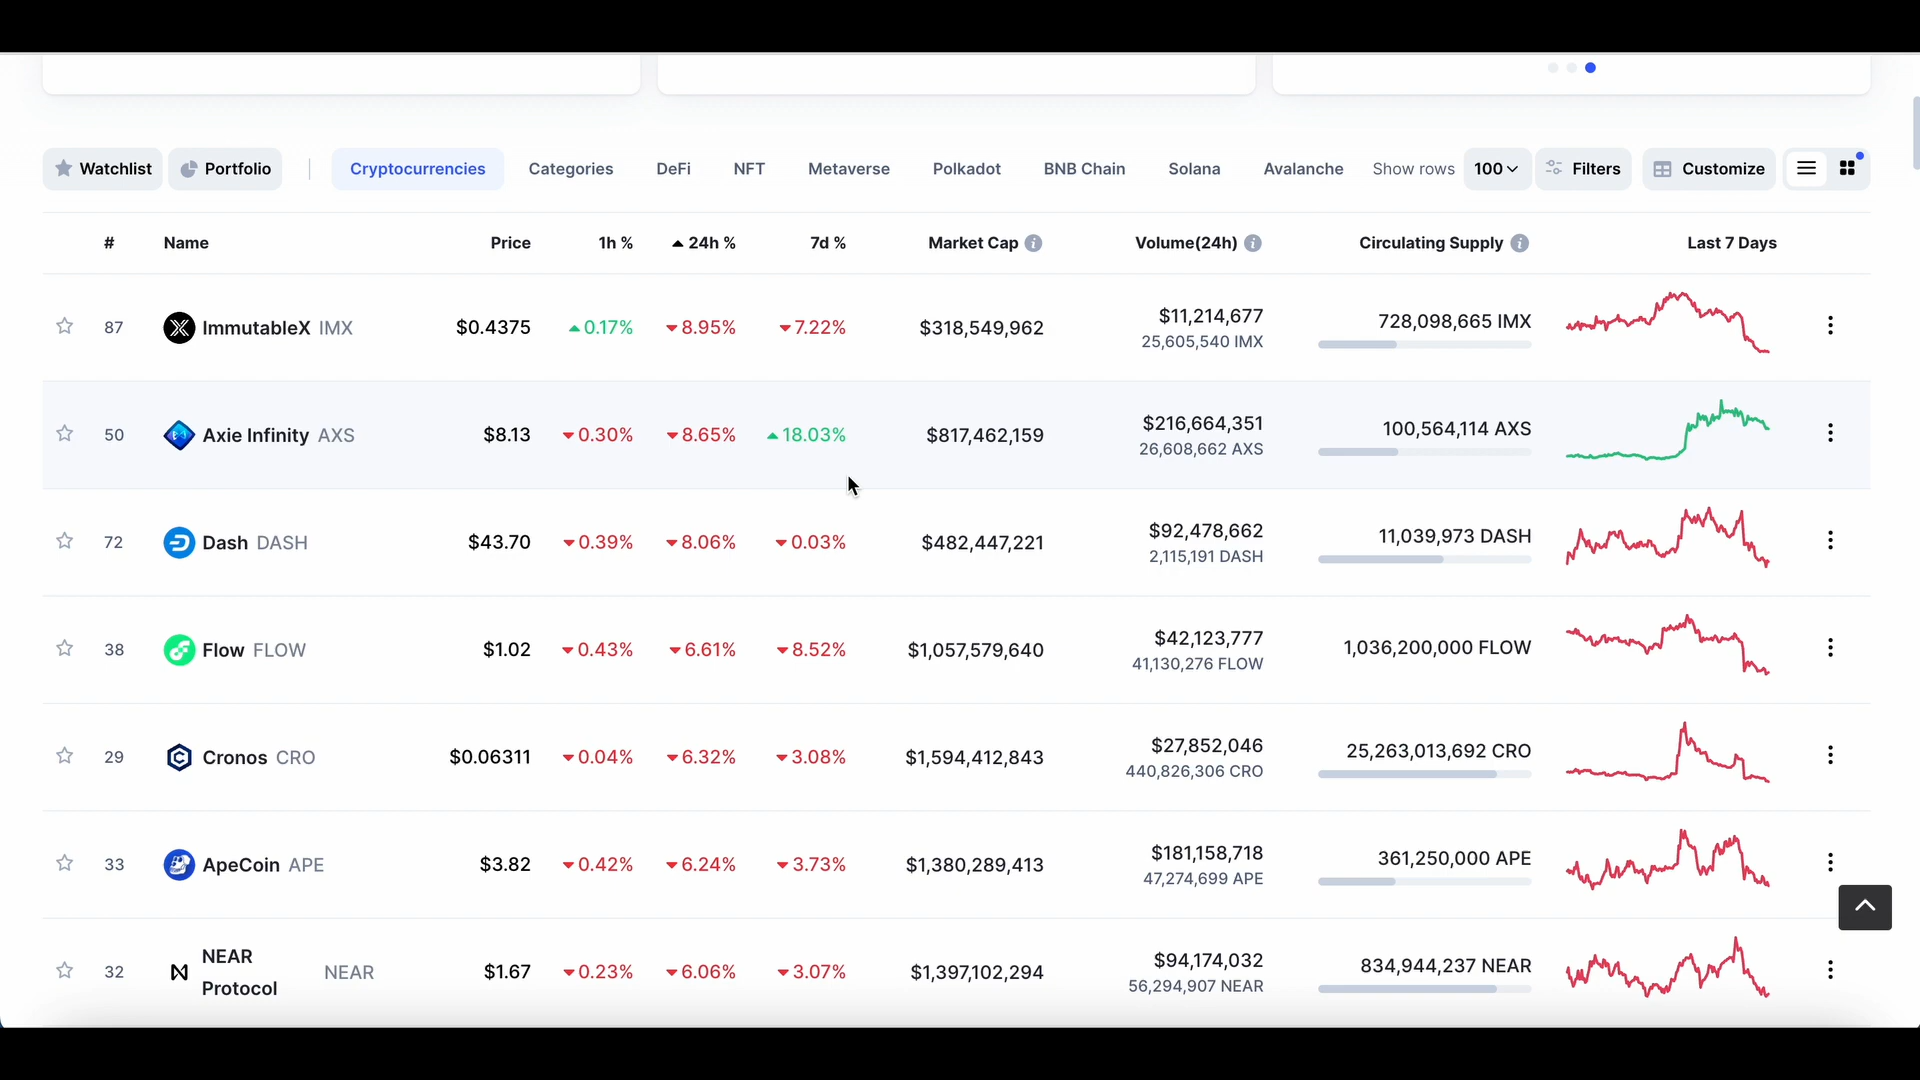 Watchlist Portfolio Cryptocurrencies Categories DeFi NFT Metaverse Polkadot BNB Chain Solana Avalanche Show rows 100 Filters Customize
# Name Price 1h % 24h % 7d % Market Cap Volume(24h) Circulating Supply Last 7 Days
87 ImmutableX IMX $0.4375 0.17% 8.95% 7.22% $318,549,962 $11,214,677 728,098,665 IMX
25,605,540 IMX
50 Axie Infinity AXS $8.13 0.30% 8.65% 18.03% $817,462,159 $216,664,351 100,564,114 AXS
26,608,662 AXS
72 Dash DASH $43.70 0.39% 8.06% 0.03% $482,447,221 $92,478,662 11,039,973 DASH
2,115,191 DASH
38 Flow FLOW $1.02 0.43% 6.61% 8.52% $1,057,579,640 $42,123,777 1,036,200,000 FLOW
41,130,276 FLOW
29 Cronos CRO $0.06311 0.04% 6.32% 3.08% $1,594,412,843 $27,852,046 25,263,013,692 CRO
440,826,306 CRO
33 ApeCoin APE $3.82 0.42% 6.24% 3.73% $1,380,289,413 $181,158,718 361,250,000 APE
47,274,699 APE
32 NEAR Protocol NEAR $1.67 0.23% 6.06% 3.07% $1,397,102,294 $94,174,032 834,944,237 NEAR
56,294,907 NEAR